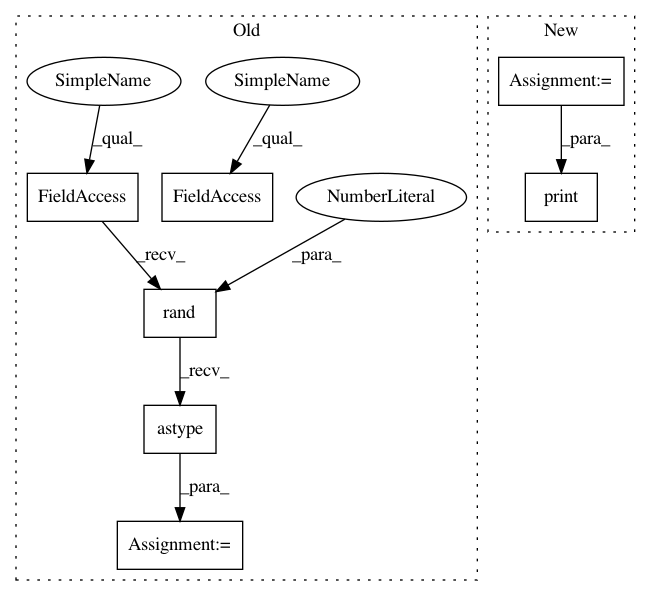 Old
New
SimpleName
SimpleName
Assignment:=
_qual_
_qual_
_para_
FieldAccess
FieldAccess
NumberLiteral
print
_recv_
_para_
rand
_recv_
astype
_para_
Assignment:=